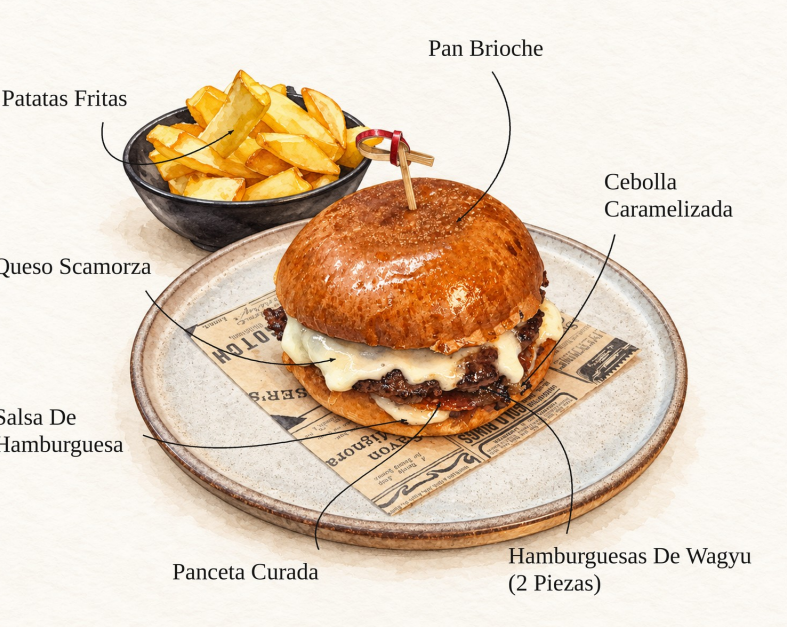 Pan Brioche
Patatas Fritas
Cebolla
Caramelizada
Queso Scamorza
Salsa De
Hamburguesa
Panceta Curada
Hamburguesas De Wagyu
(2 Piezas)